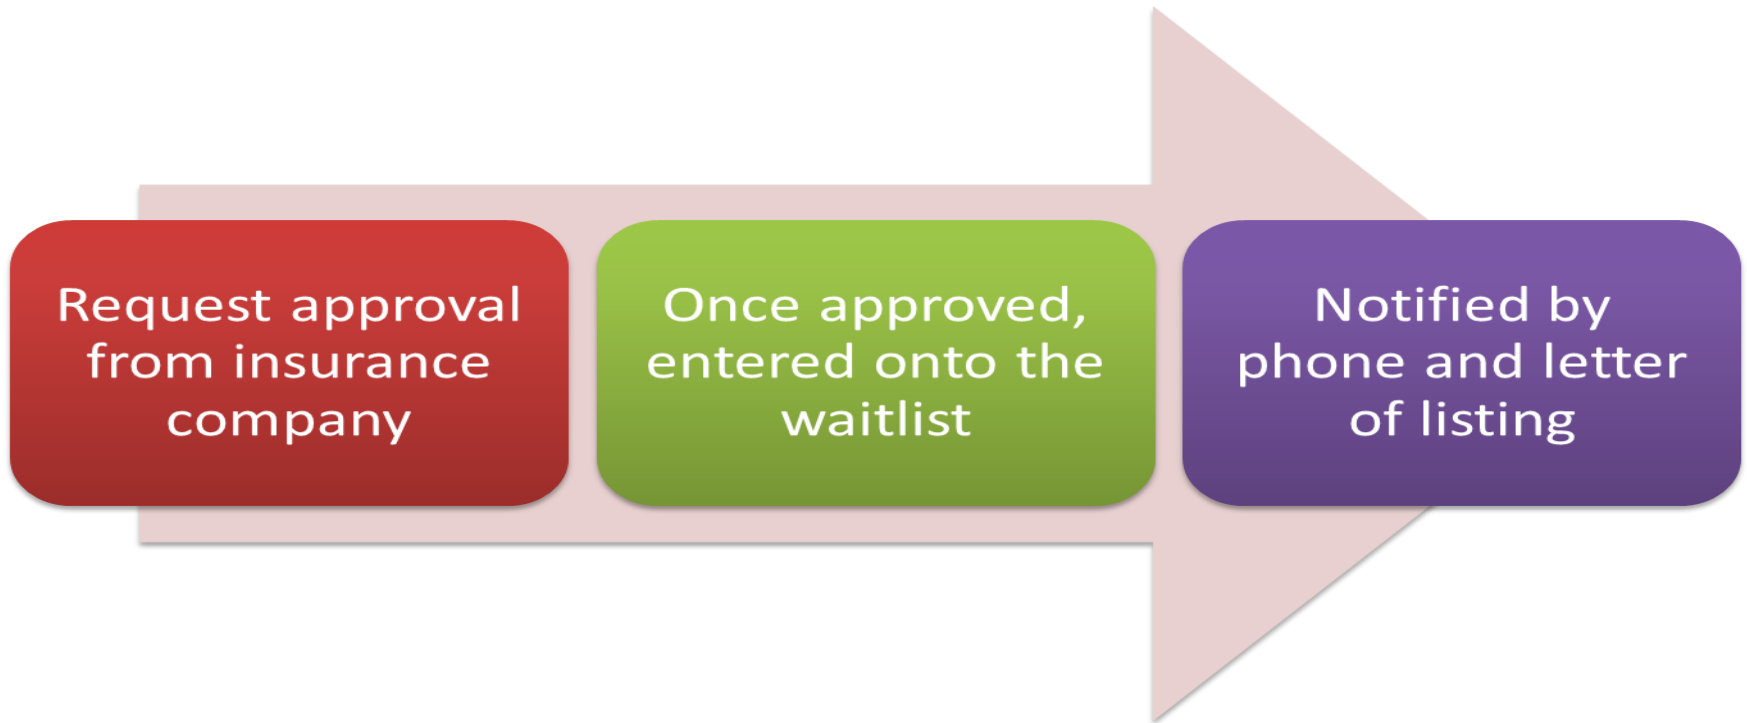 Request approval
from insurance
company
Once approved,
entered onto the
waitlist
Notified by
phone and letter
of listing